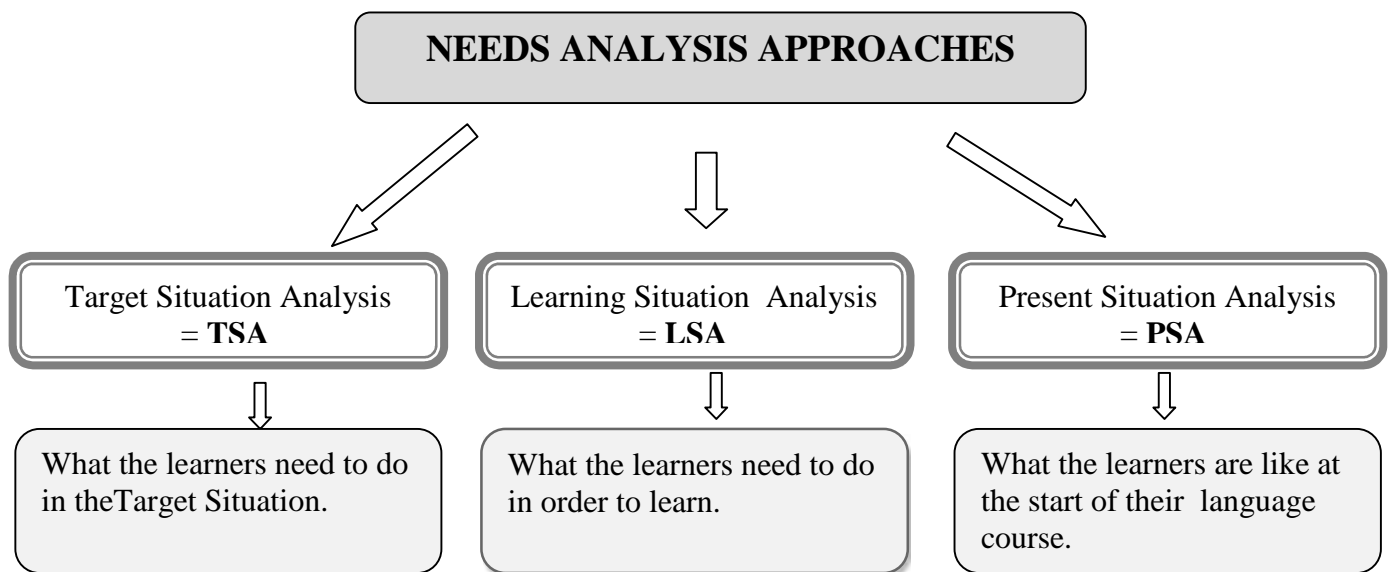 NEEDS ANALYSIS APPROACHES
Target Situation Analysis
= TSA
Learning Situation Analysis
= LSA
Present Situation Analysis
= PSA
What the learners need to do
in theTarget Situation.
What the learners need to do
in order to learn.
What the learners are like at
the start of their language
course.